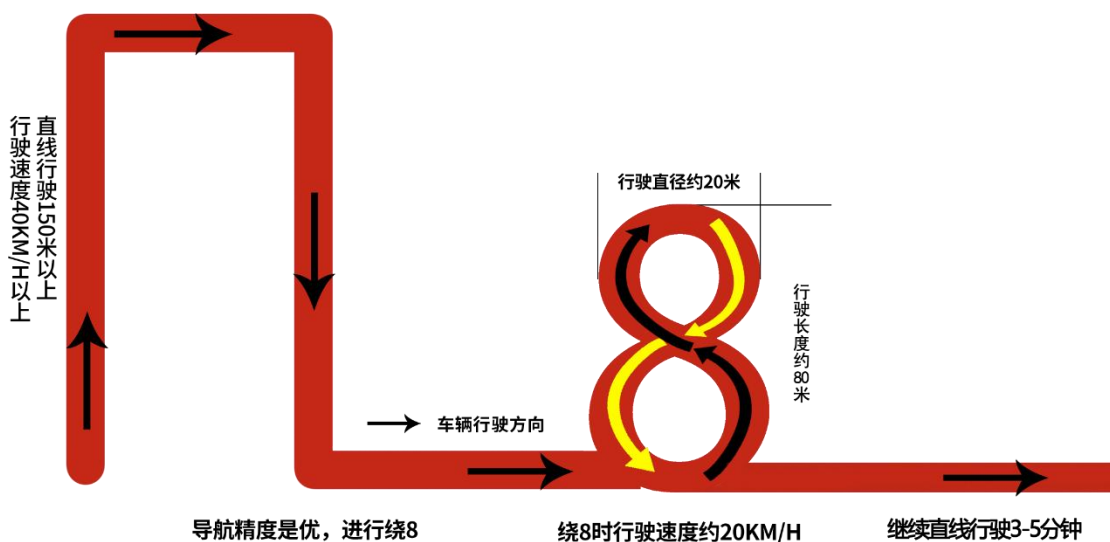 直线行驶150米以上
行驶速度40KM/H以上
行驶直径约20米
行驶长度约80米
车辆行驶方向
导航精度是优，进行绕8
绕8时行驶速度约20KM/H
继续直线行驶3-5分钟